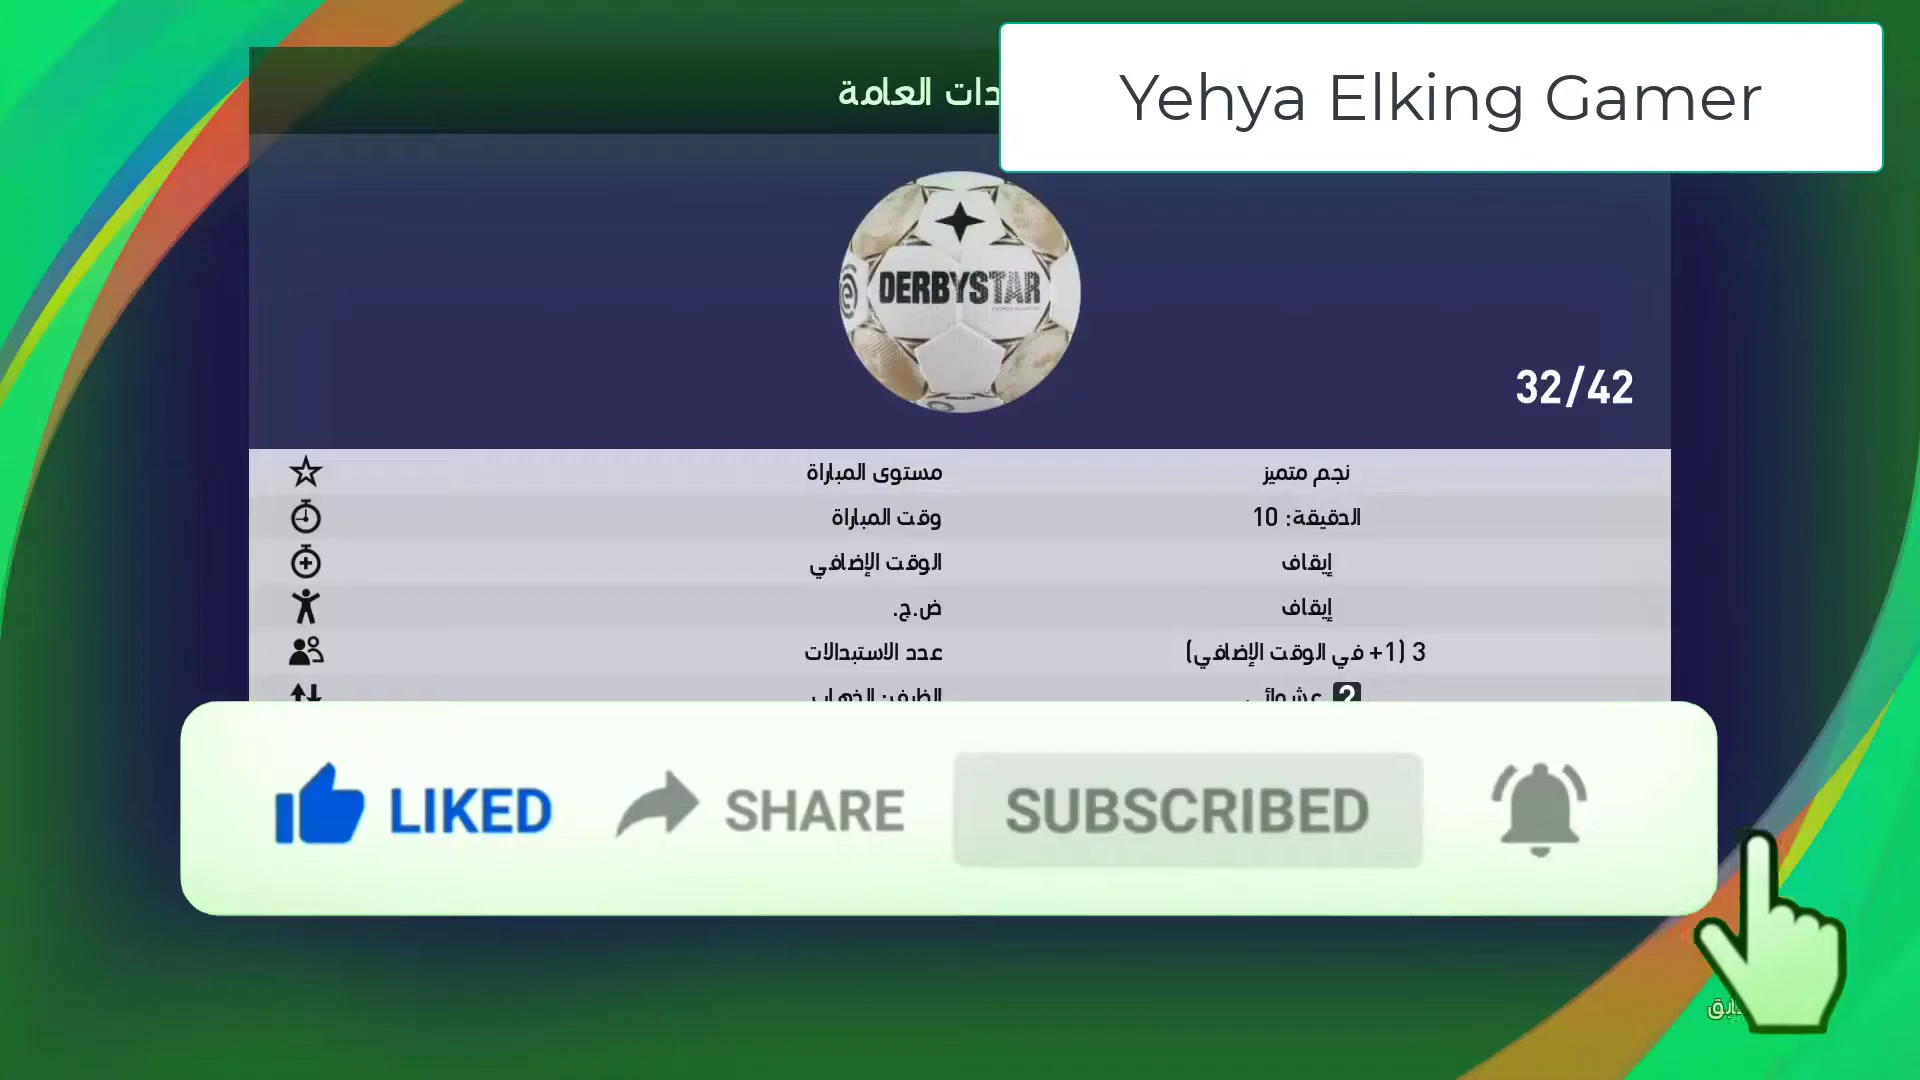 Yehya Elking Gamer
العامة
DERBYSTAR
32/42
مستوى المباراة نجم متميز
وقت المباراة الدقيقة: 10
الوقت الإضافي إيقاف
ض.ج. إيقاف
عدد الاستبدالات 3 (+1 في الوقت الإضافي)
LIKED SHARE SUBSCRIBED